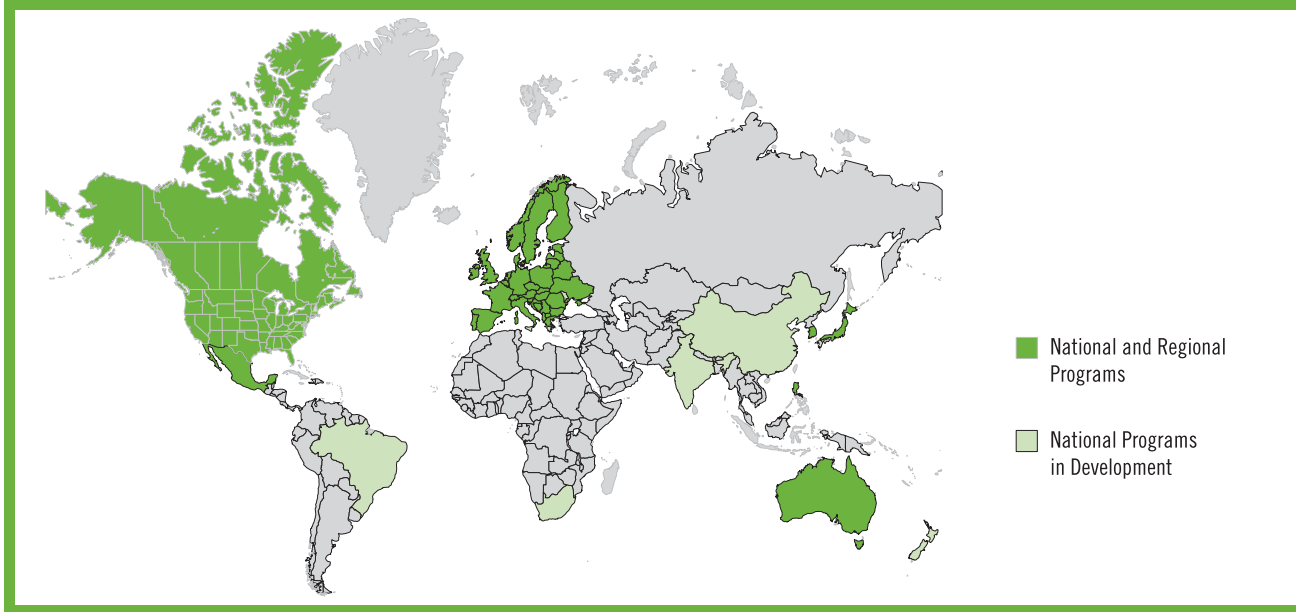 National and Regional
Programs
National Programs
in Development